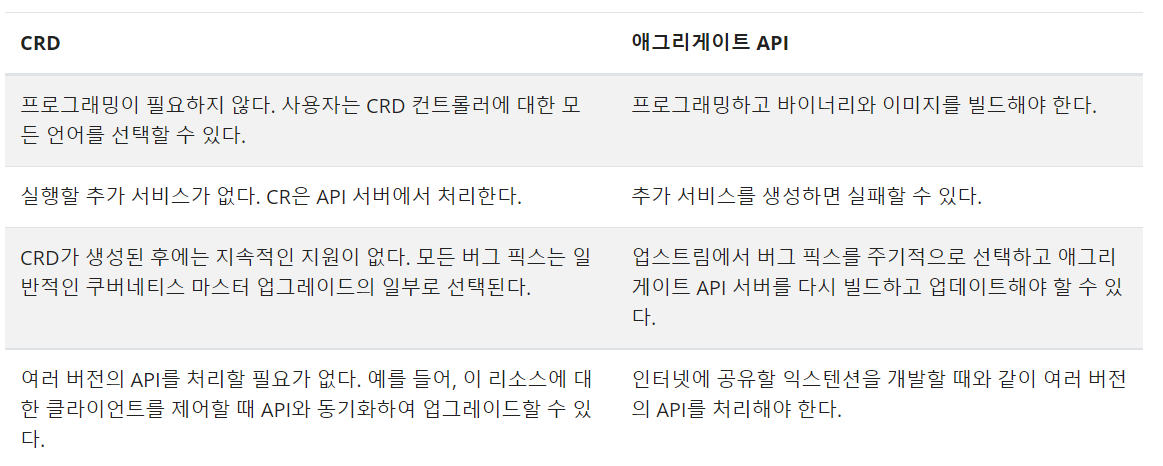 CRD
애그리게이트 API
프로그래밍이 필요하지 않다. 사용자는 CRD 컨트롤러에 대한 모
든 언어를 선택할 수 있다.
프로그래밍하고 바이너리와 이미지를 빌드해야 한다.
실행할 추가 서비스가 없다. CR은 API 서버에서 처리한다.
추가 서비스를 생성하면 실패할 수 있다.
CRD가 생성된 후에는 지속적인 지원이 없다. 모든 버그 픽스는 일
반적인 쿠버네티스 마스터 업그레이드의 일부로 선택된다.
업스트림에서 버그 픽스를 주기적으로 선택하고 애그리
게이트 API 서버를 다시 빌드하고 업데이트해야 할 수 있
다.
여러 버전의 API를 처리할 필요가 없다. 예를 들어, 이 리소스에 대
한 클라이언트를 제어할 때 API와 동기화하여 업그레이드할 수 있
다.
인터넷에 공유할 익스텐션을 개발할 때와 같이 여러 버전
의 API를 처리해야 한다.